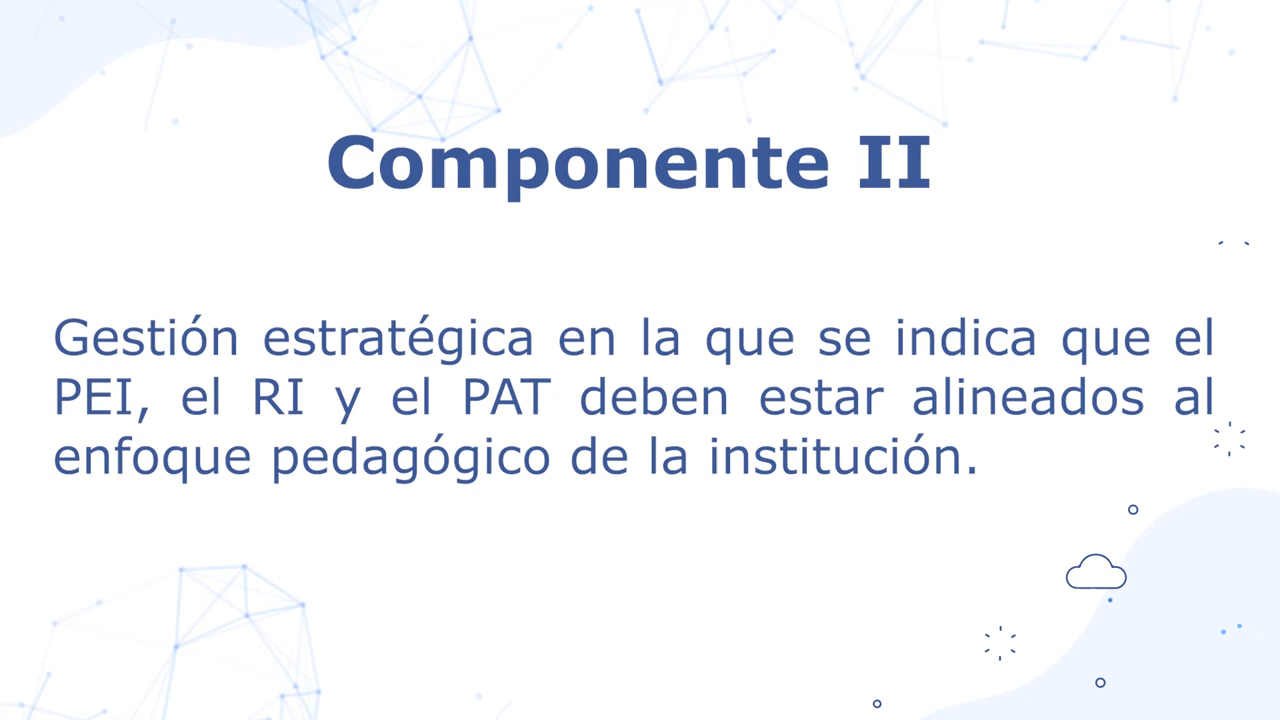 Componente II
Gestión estratégica en la que se indica que el
PEI, el RI y el PAT deben estar alineados al
enfoque pedagógico de la institución.